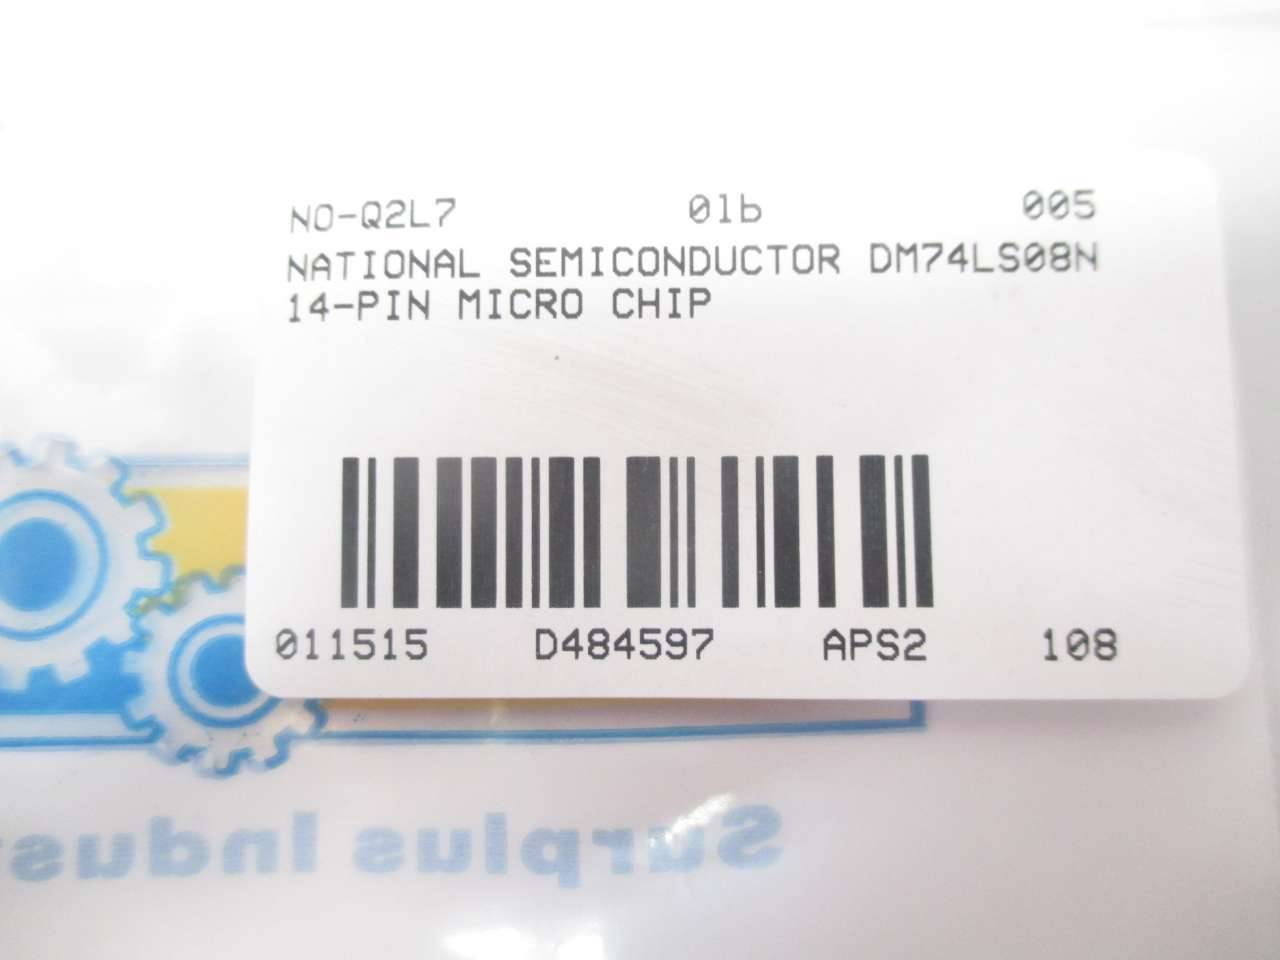 NO-Q2L7 01b 005
NATIONAL SEMICONDUCTOR DM74LS08N
14-PIN MICRO CHIP
011515 D484597 APS2 108
Surplus Indus